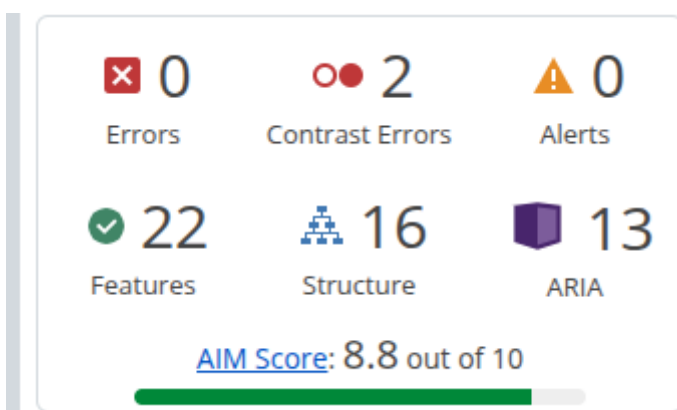 0 2 0
Errors Contrast Errors Alerts
22 16 13
Features Structure ARIA
AIM Score: 8.8 out of 10